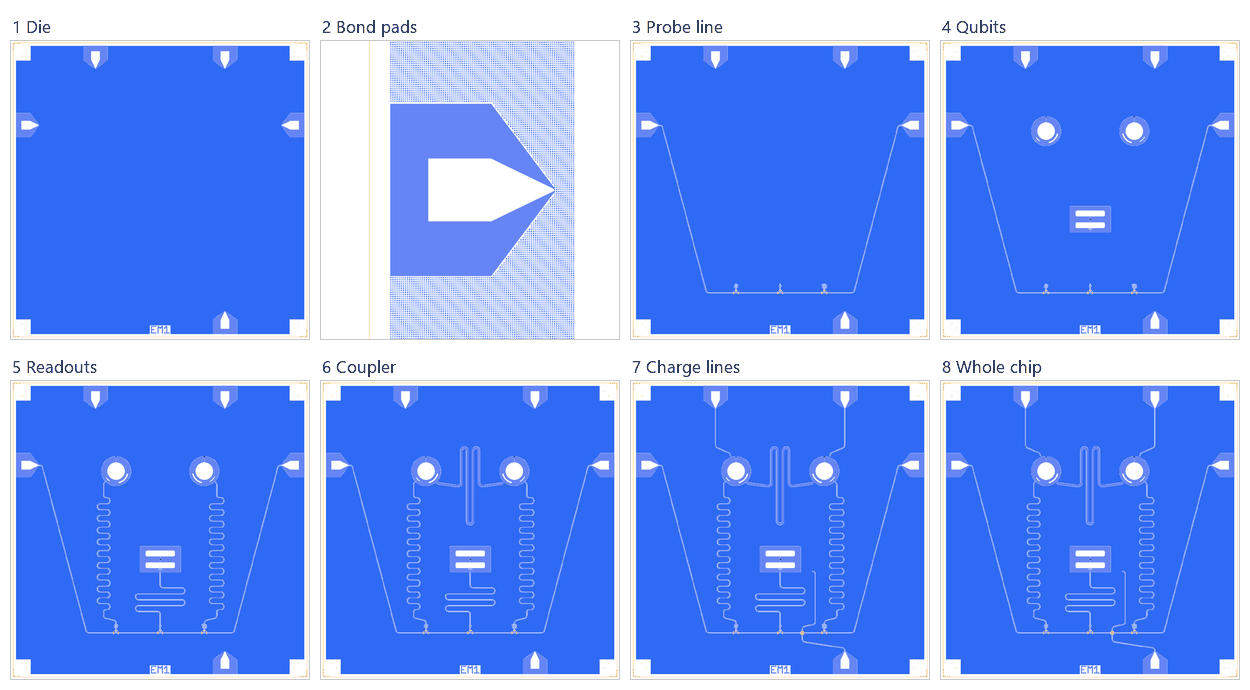 1 Die
2 Bond pads
3 Probe line
4 Qubits
EM1
EM1
EM1
5 Readouts
6 Coupler
7 Charge lines
8 Whole chip
EM1
EM1
EM1
EM1